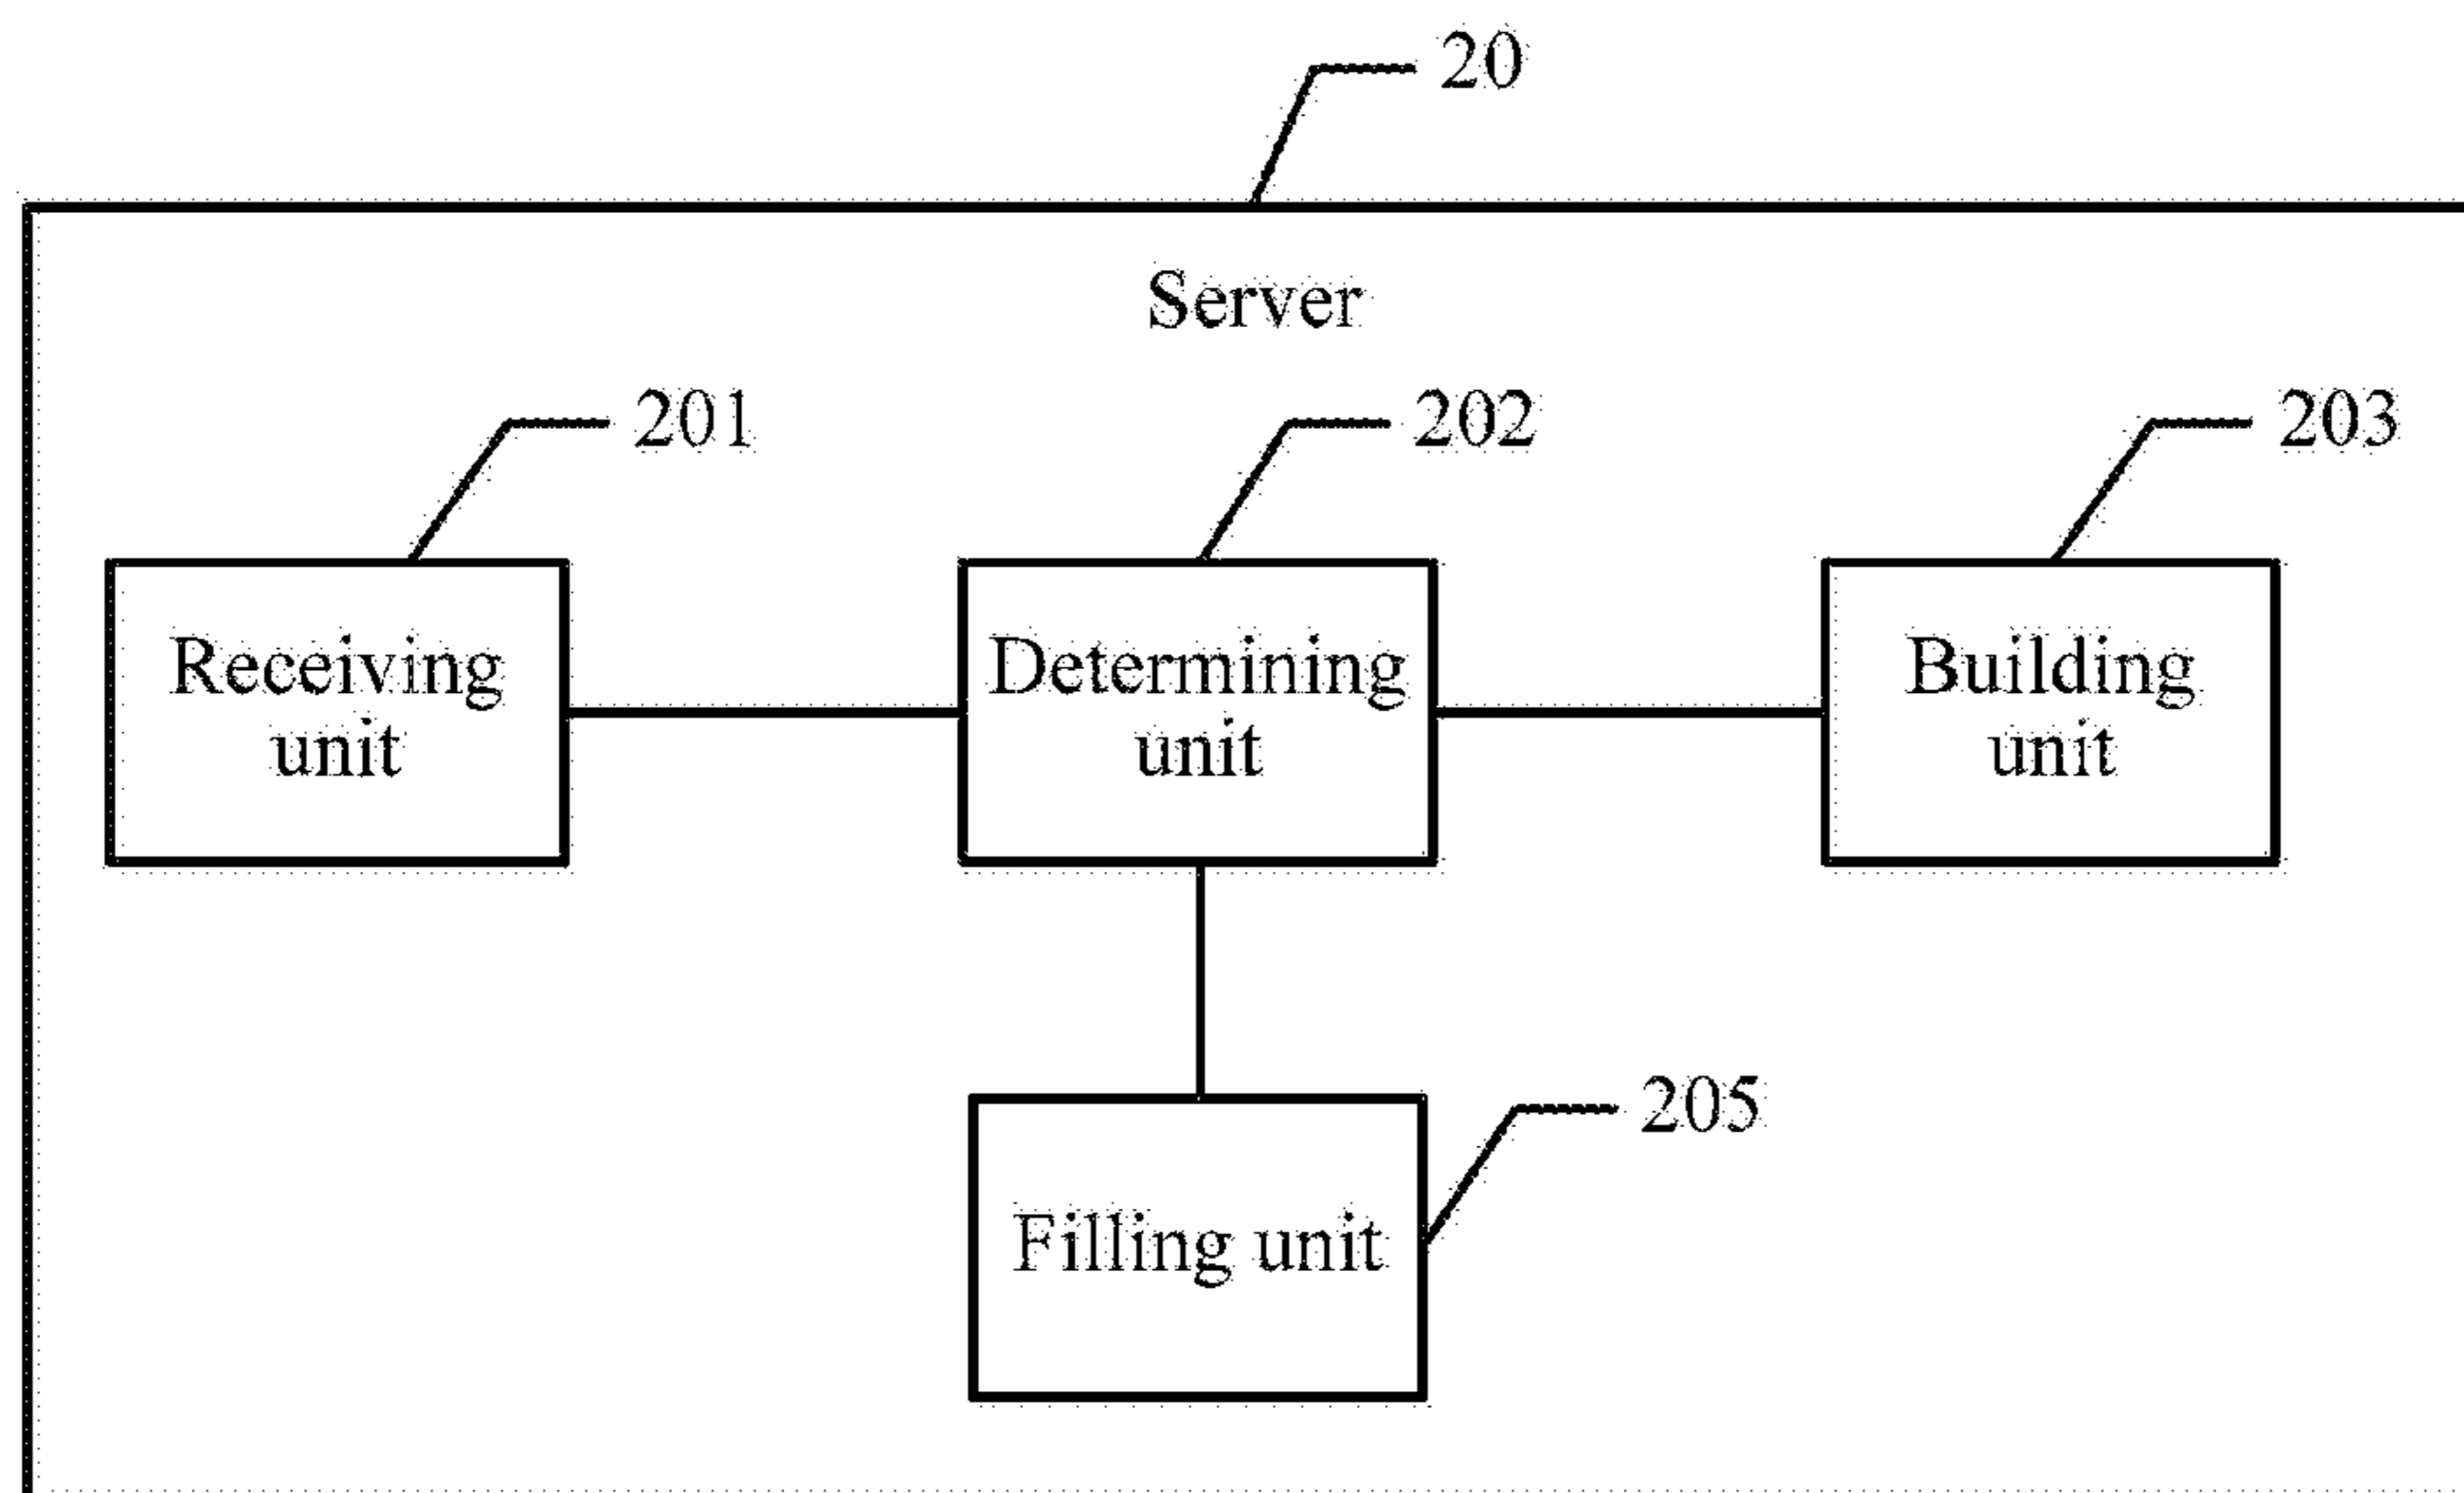 20
Server
201
202
203
Receiving
unit
Determining
unit
Building
unit
205
Filling unit